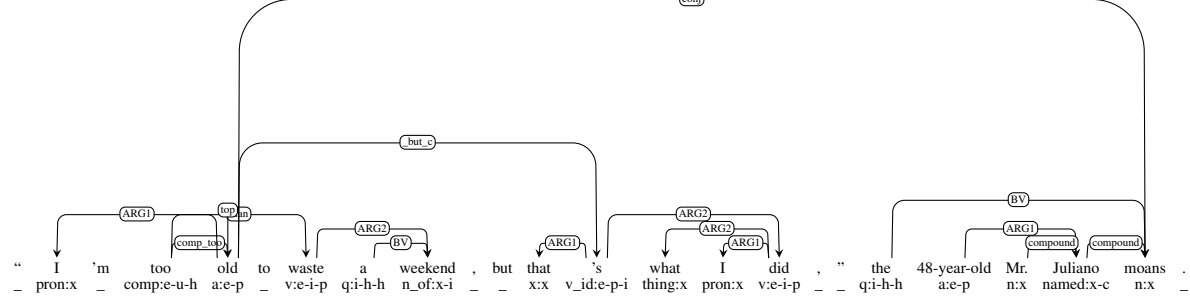 conj
_but_c
BV
ARG1 top an ARG2 ARG2 ARG1
comp_too BV ARG1 ARG1 compound compound
“ I 'm too old to waste a weekend , but that 's what I did , ” the 48-year-old Mr. Juliano moans .
_ pron:x _ comp:e-u-h a:e-p _ v:e-i-p q:i-h-h n_of:x-i _ _ x:x v_id:e-p-i thing:x pron:x v:e-i-p _ _ q:i-h-h a:e-p n:x named:x-c n:x _